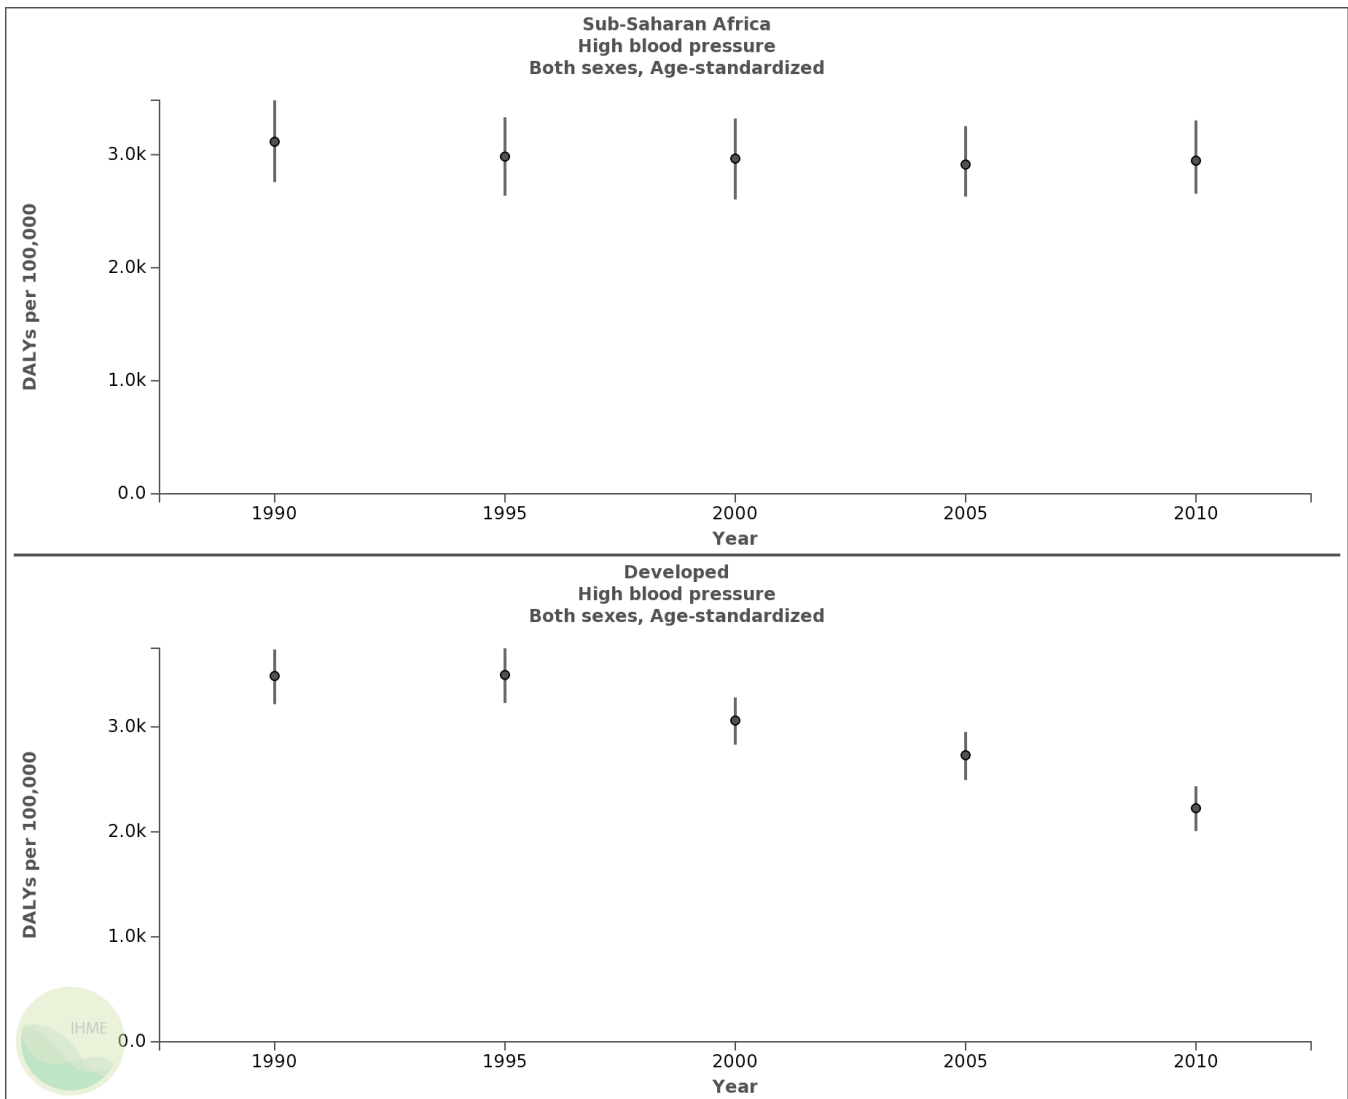 Sub-Saharan Africa
High blood pressure
Both sexes, Age-standardized
DALYs per 100,000
3.0k
2.0k
1.0k
0.0
1990 1995 2000 2005 2010
Year
Developed
High blood pressure
Both sexes, Age-standardized
DALYs per 100,000
3.0k
2.0k
1.0k
0.0
IHME
1990 1995 2000 2005 2010
Year